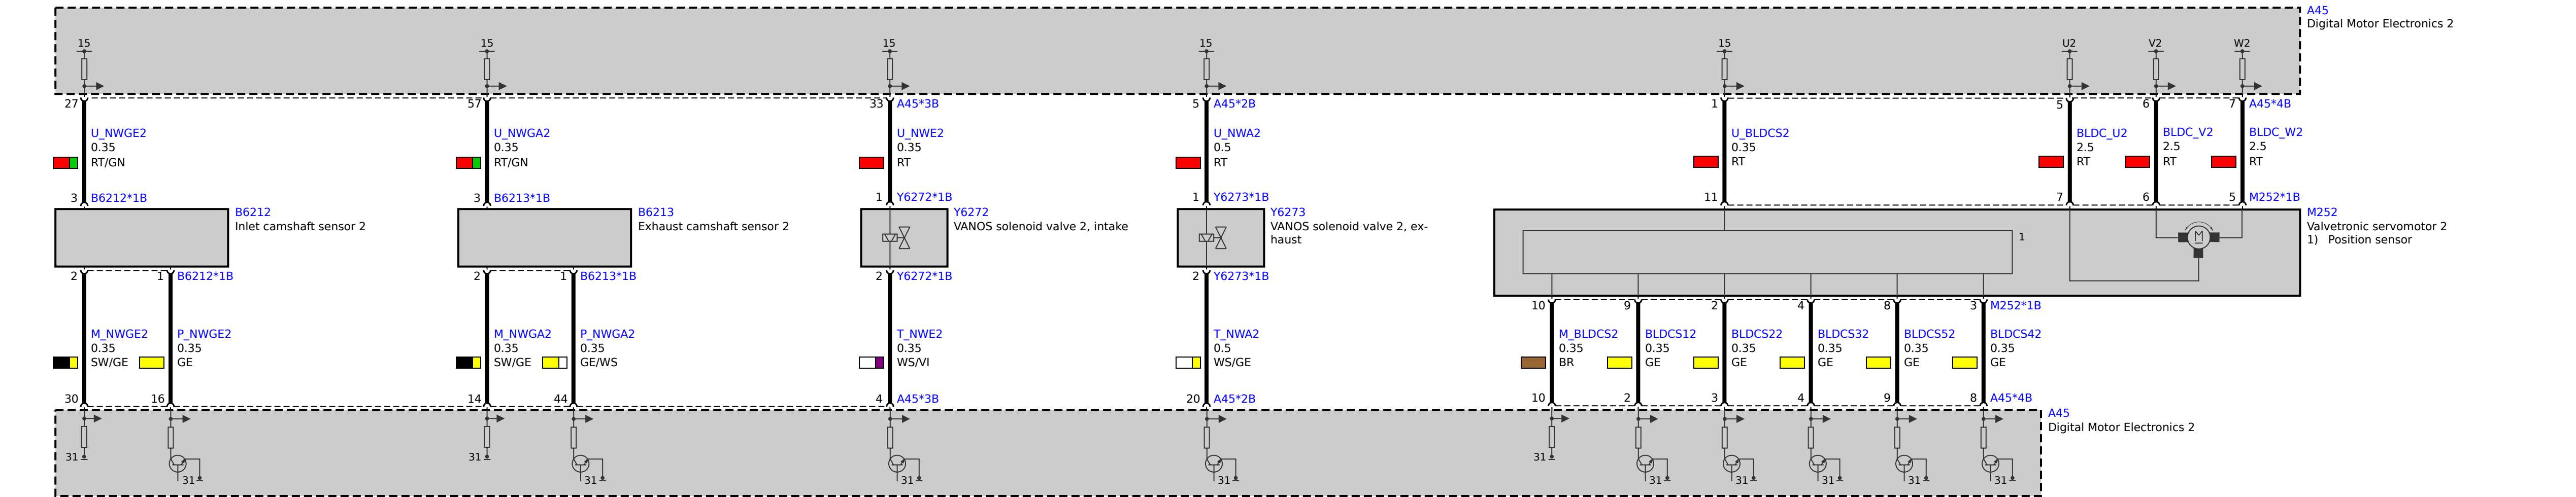 A45
Digital Motor Electronics 2
15
15
15
15
15
U2
V2
W2
27
57
33
A45*3B
5
A45*2B
1
5
6
7
A45*4B
U_NWGE2
0.35
RT/GN
U_NWGA2
0.35
RT/GN
U_NWE2
0.35
RT
U_NWA2
0.5
RT
U_BLDCS2
0.35
RT
BLDC_U2
2.5
RT
BLDC_V2
2.5
RT
BLDC_W2
2.5
RT
3
B6212*1B
3
B6213*1B
1
Y6272*1B
1
Y6273*1B
11
7
6
5
M252*1B
B6212
Inlet camshaft sensor 2
B6213
Exhaust camshaft sensor 2
Y6272
VANOS solenoid valve 2, intake
Y6273
VANOS solenoid valve 2, ex-
haust
1
M
M252
Valvetronic servomotor 2
1) Position sensor
2
1
B6212*1B
2
1
B6213*1B
2
Y6272*1B
2
Y6273*1B
10
9
2
4
8
3
M252*1B
M_NWGE2
0.35
SW/GE
P_NWGE2
0.35
GE
M_NWGA2
0.35
SW/GE
P_NWGA2
0.35
GE/WS
T_NWE2
0.35
WS/VI
T_NWA2
0.5
WS/GE
M_BLDCS2
0.35
BR
BLDCS12
0.35
GE
BLDCS22
0.35
GE
BLDCS32
0.35
GE
BLDCS52
0.35
GE
BLDCS42
0.35
GE
30
16
14
44
4
A45*3B
20
A45*2B
10
2
3
4
9
8
A45*4B
A45
Digital Motor Electronics 2
31
31
31
31
31
31
31
31
31
31
31
31